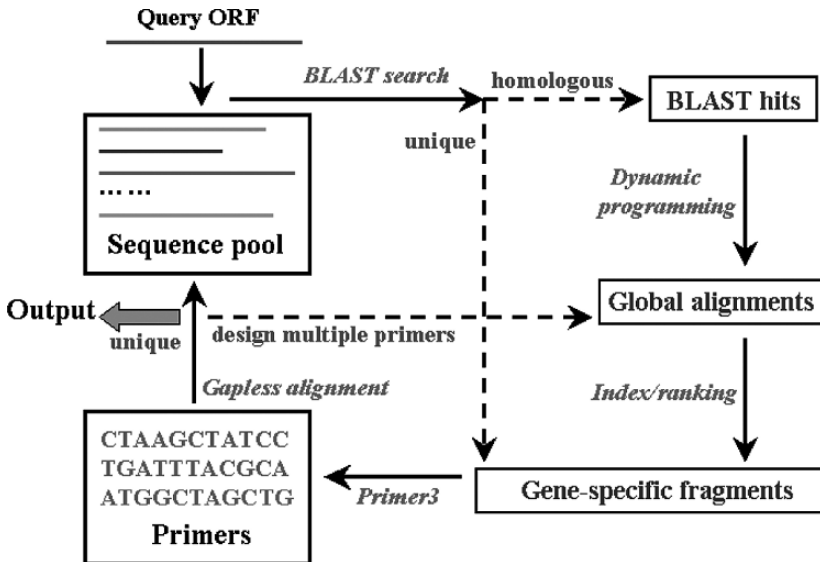 Query ORF
BLAST search
homologous
BLAST hits
unique
... ...
Sequence pool
Dynamic
programming
Output
unique
design multiple primers
Global alignments
Gapless alignment
Index/ranking
CTAAGCTATCC
TGATTTACGCA
ATGGCTAGCTG
Primers
Primer3
Gene-specific fragments